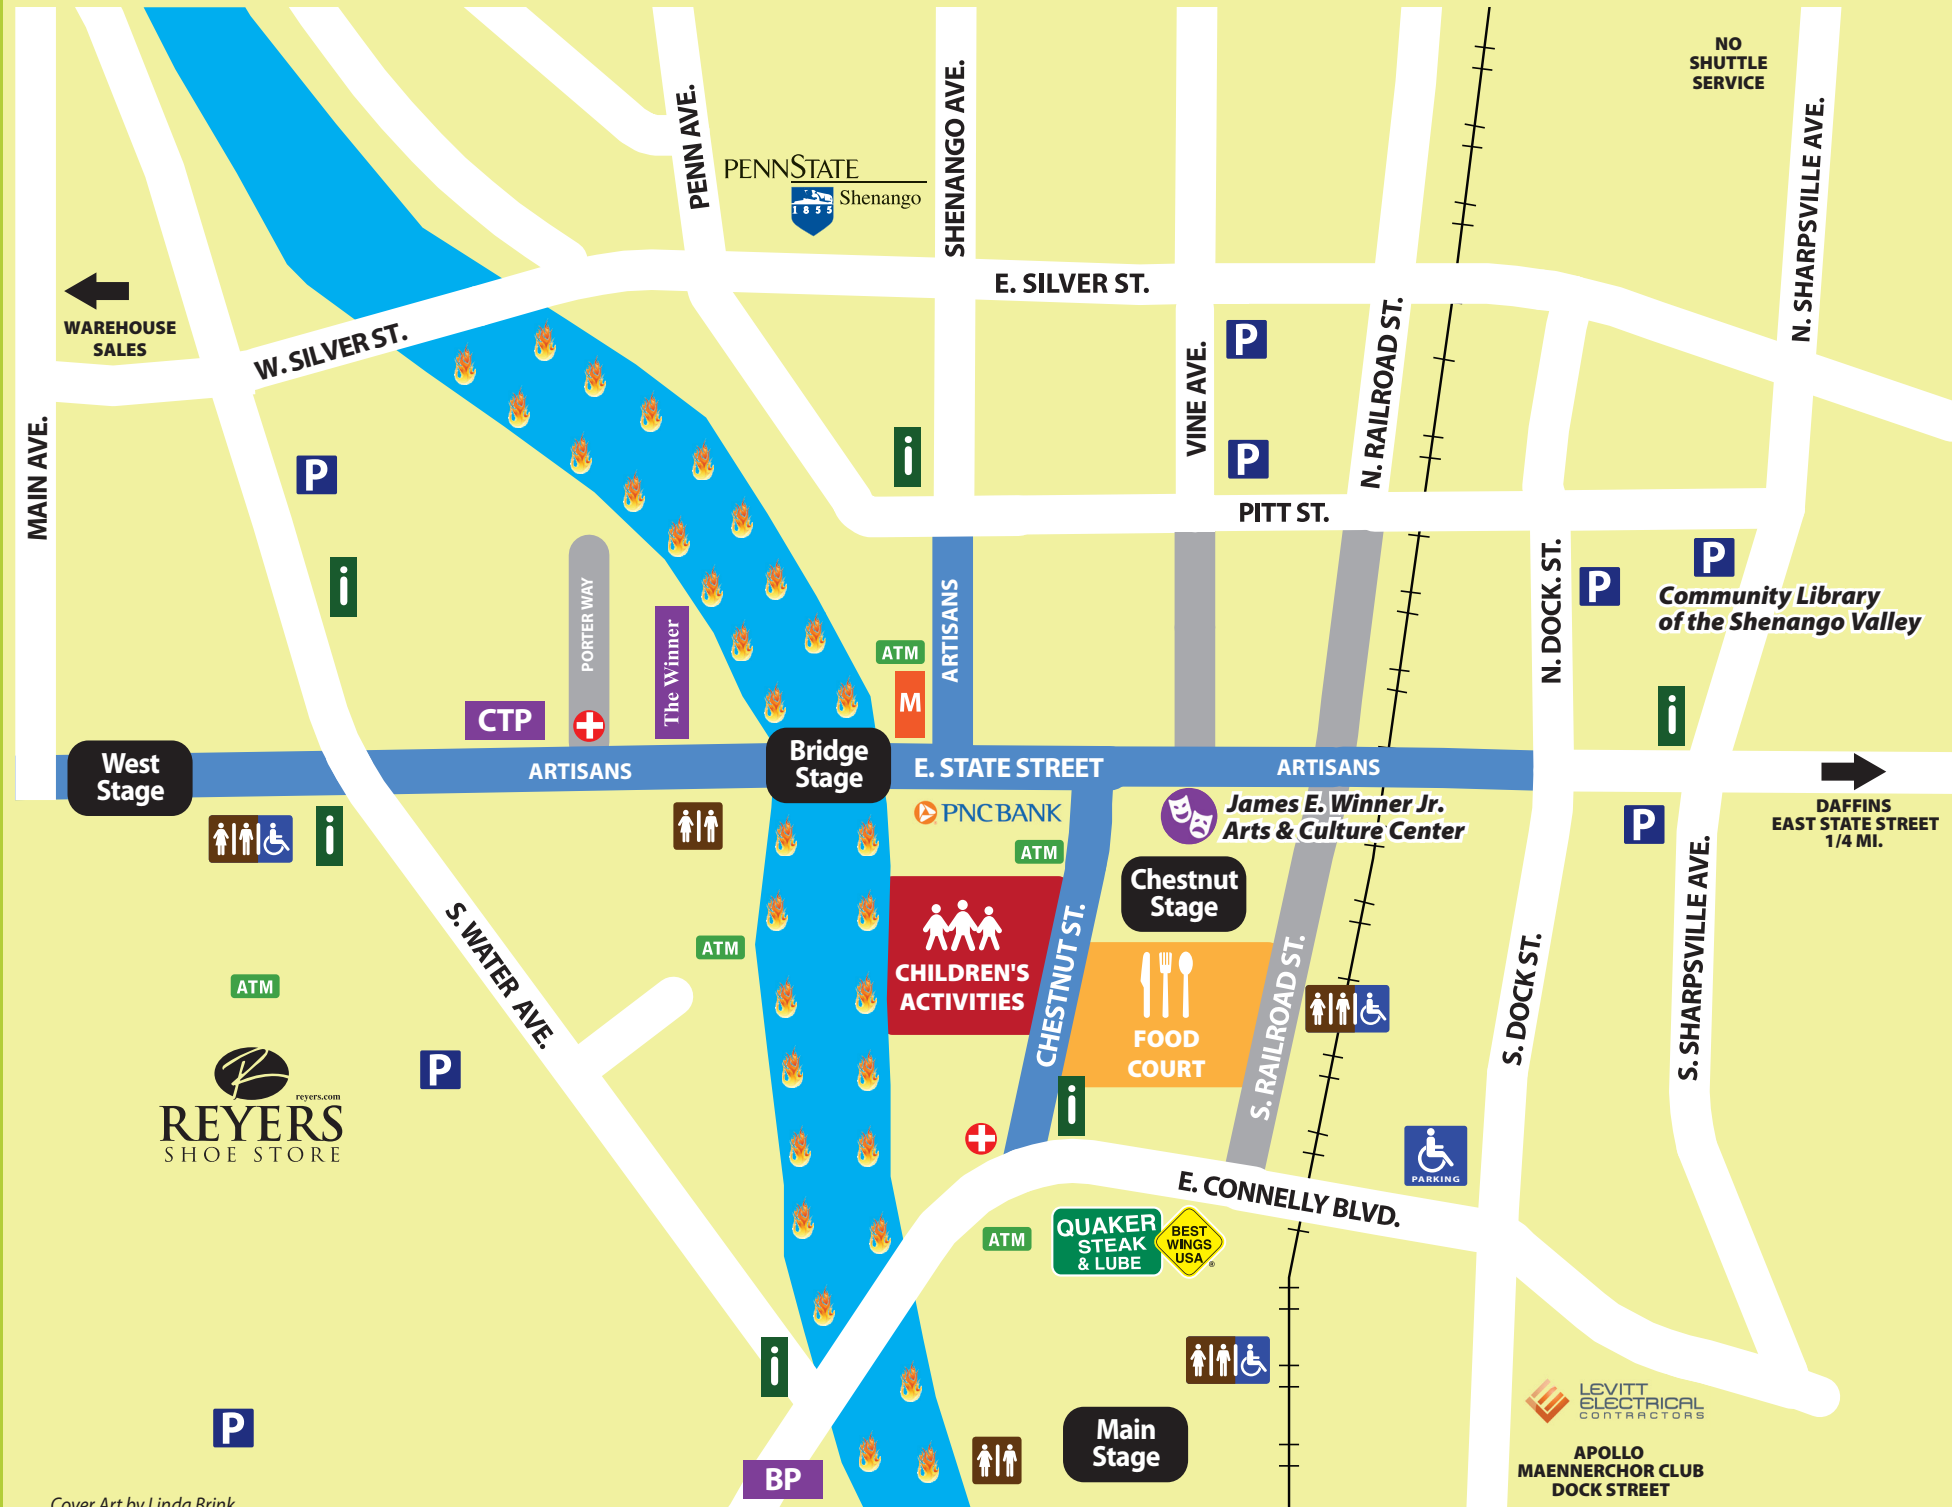 NO
SHUTTLE
SERVICE
PENN AVE.
SHENANGO AVE.
N. SHARPSVILLE AVE.
PENNSTATE
1855
Shenango
E. SILVER ST.
WAREHOUSE
SALES
W. SILVER ST.
N. RAILROAD ST.
VINE AVE.
P
P
MAIN AVE.
P
i
PITT ST.
i
PORTER WAY
The Winner
ARTISANS
N. DOCK. ST.
P
P
Community Library
of the Shenango Valley
ATM
M
CTP
i
West
Stage
ARTISANS
Bridge
Stage
E. STATE STREET
ARTISANS
DAFFINS
EAST STATE STREET
1/4 MI.
i
PNC BANK
James E. Winner Jr.
Arts & Culture Center
P
ATM
Chestnut
Stage
S. WATER AVE.
ATM
CHILDREN'S
ACTIVITIES
CHESTNUT ST.
FOOD
COURT
S. RAILROAD ST.
S. DOCK ST.
S. SHARPSVILLE AVE.
ATM
reyers.com
REYERS
SHOE STORE
P
i
PARKING
E. CONNELLY BLVD.
ATM
QUAKER
STEAK
& LUBE
BEST
WINGS
USA
®
i
P
BP
Main
Stage
LEVITT
ELECTRICAL
CONTRACTORS
APOLLO
MAENNERCHOR CLUB
DOCK STREET
Cover Art by Linda Brink